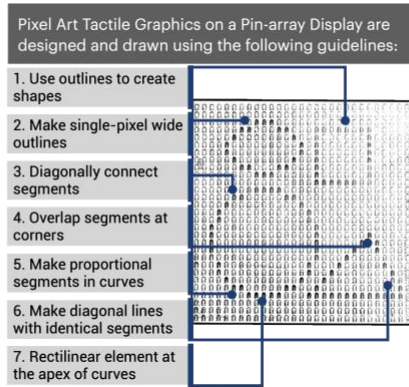 Pixel Art Tactile Graphics on a Pin-array Display are
designed and drawn using the following guidelines:
1. Use outlines to create
shapes
2. Make single-pixel wide
outlines
3. Diagonally connect
segments
4. Overlap segments at
corners
5. Make proportional
segments in curves
6. Make diagonal lines
with identical segments
7. Rectilinear element at
the apex of curves